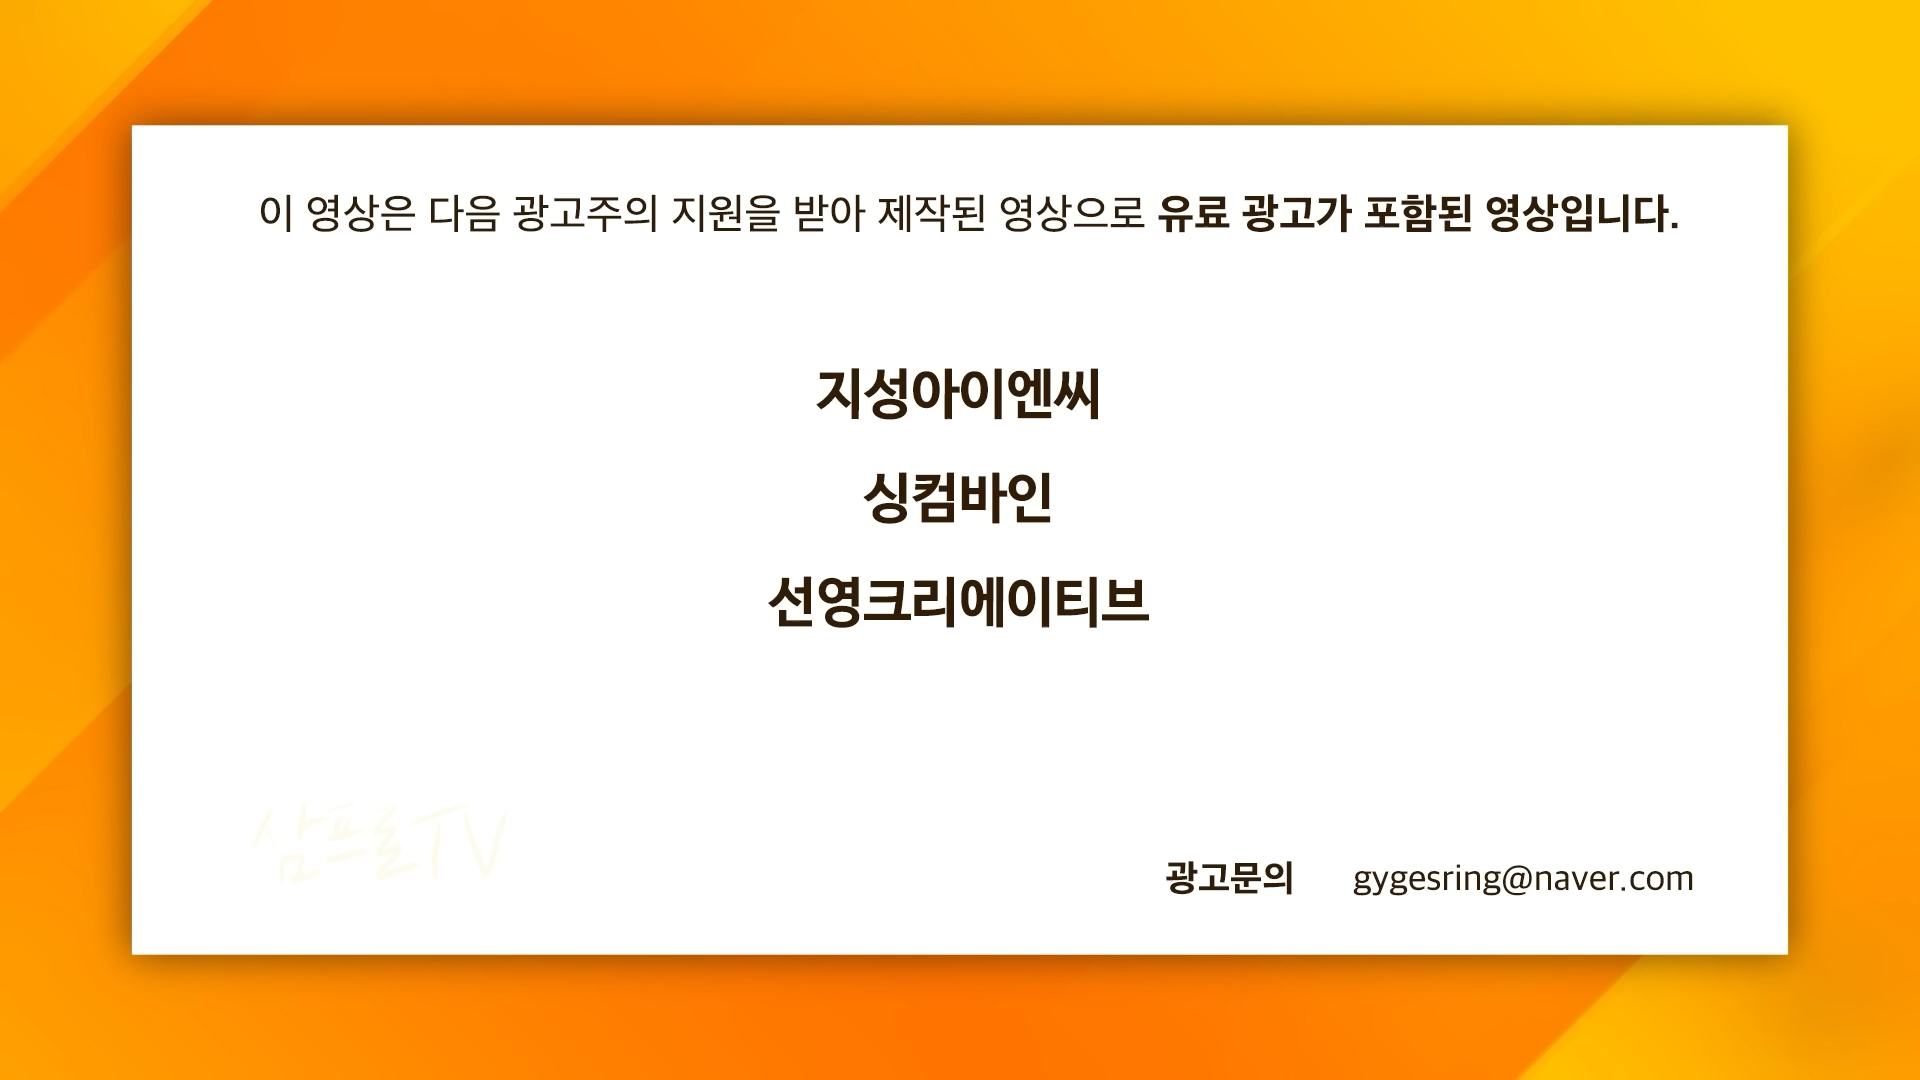 이 영상은 다음 광고주의 지원을 받아 제작된 영상으로 유료 광고가 포함된 영상입니다.
지성아이엔씨
싱컴바인
선영크리에이티브
삼프로TV
광고문의 gygesring@naver.com